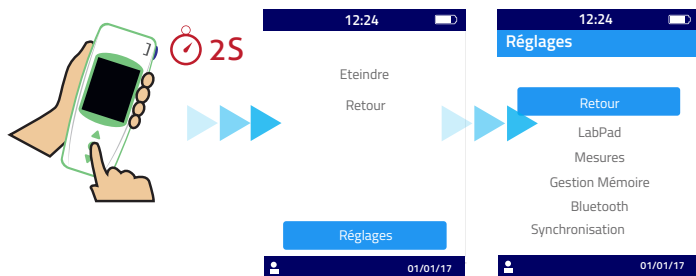 2S
12:24
Eteindre
Retour
Réglages
01/01/17
12:24
Réglages
Retour
LabPad
Mesures
Gestion Mémoire
Bluetooth
Synchronisation
01/01/17